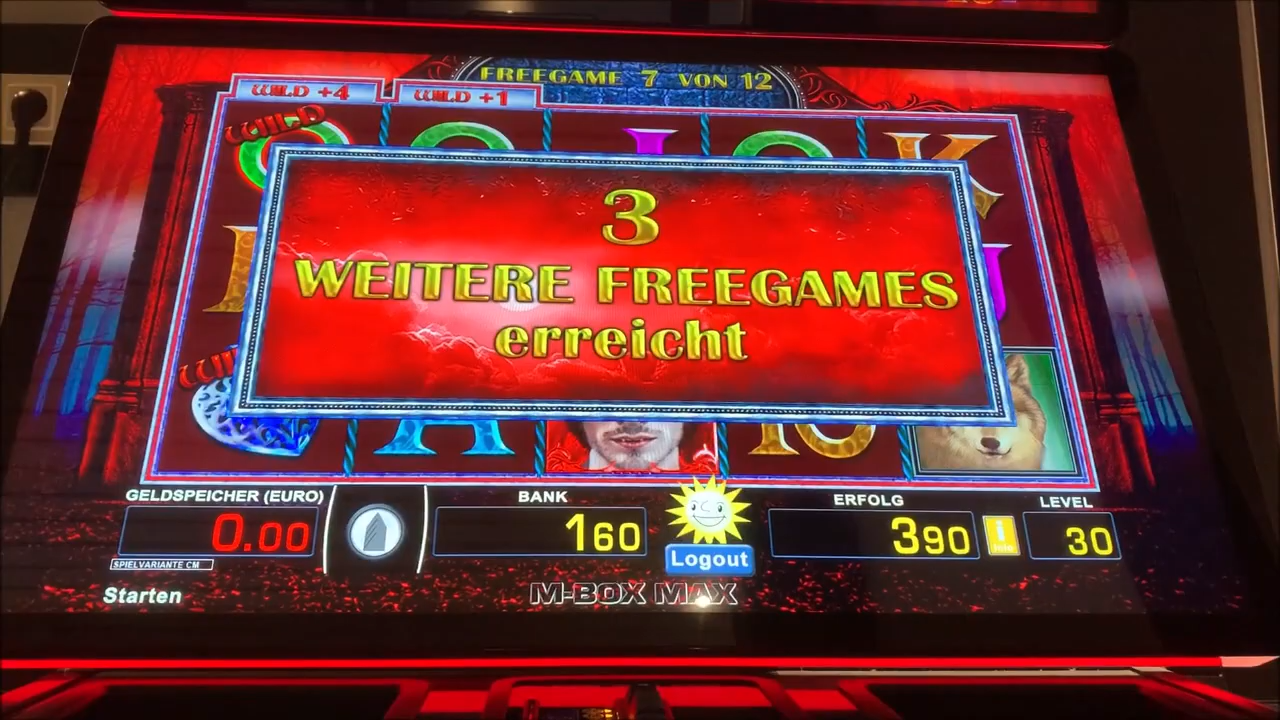 FREEGAME 7 VON 12
WILD +4
WILD +1
WILD
K
3
WEITERE FREEGAMES
erreicht
A
10
GELDSPEICHER (EURO)
BANK
ERFOLG
LEVEL
0.00
160
390
30
Logout
SPIELVARIANTE CM
Starten
M-BOX MAX